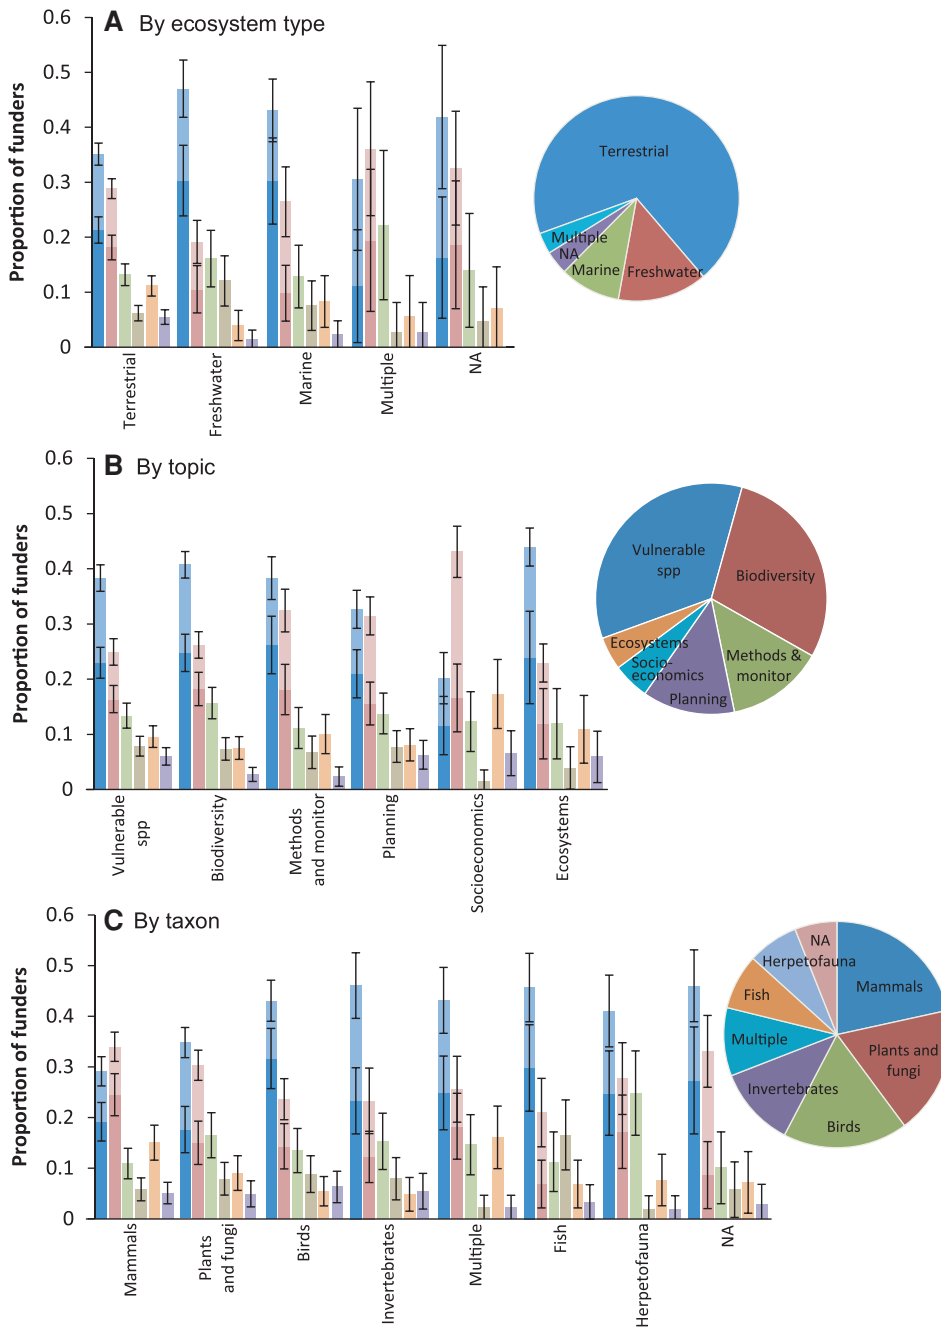 A By ecosystem type
Proportion of funders
0.6
0.5
0.4
0.3
0.2
0.1
0
Terrestrial
Freshwater
Marine
Multiple
NA
Terrestrial
Multiple
NA
Marine
Freshwater
B By topic
Proportion of funders
0.6
0.5
0.4
0.3
0.2
0.1
0
Vulnerable
spp
Biodiversity
Methods
and monitor
Planning
Socioeconomics
Ecosystems
Vulnerable
spp
Biodiversity
Ecosystems
Socio-
economics
Planning
Methods &
monitor
C By taxon
Proportion of funders
0.6
0.5
0.4
0.3
0.2
0.1
0
Mammals
Plants
and fungi
Birds
Invertebrates
Multiple
Fish
Herpetofauna
NA
NA
Herpetofauna
Mammals
Fish
Multiple
Plants and
fungi
Invertebrates
Birds